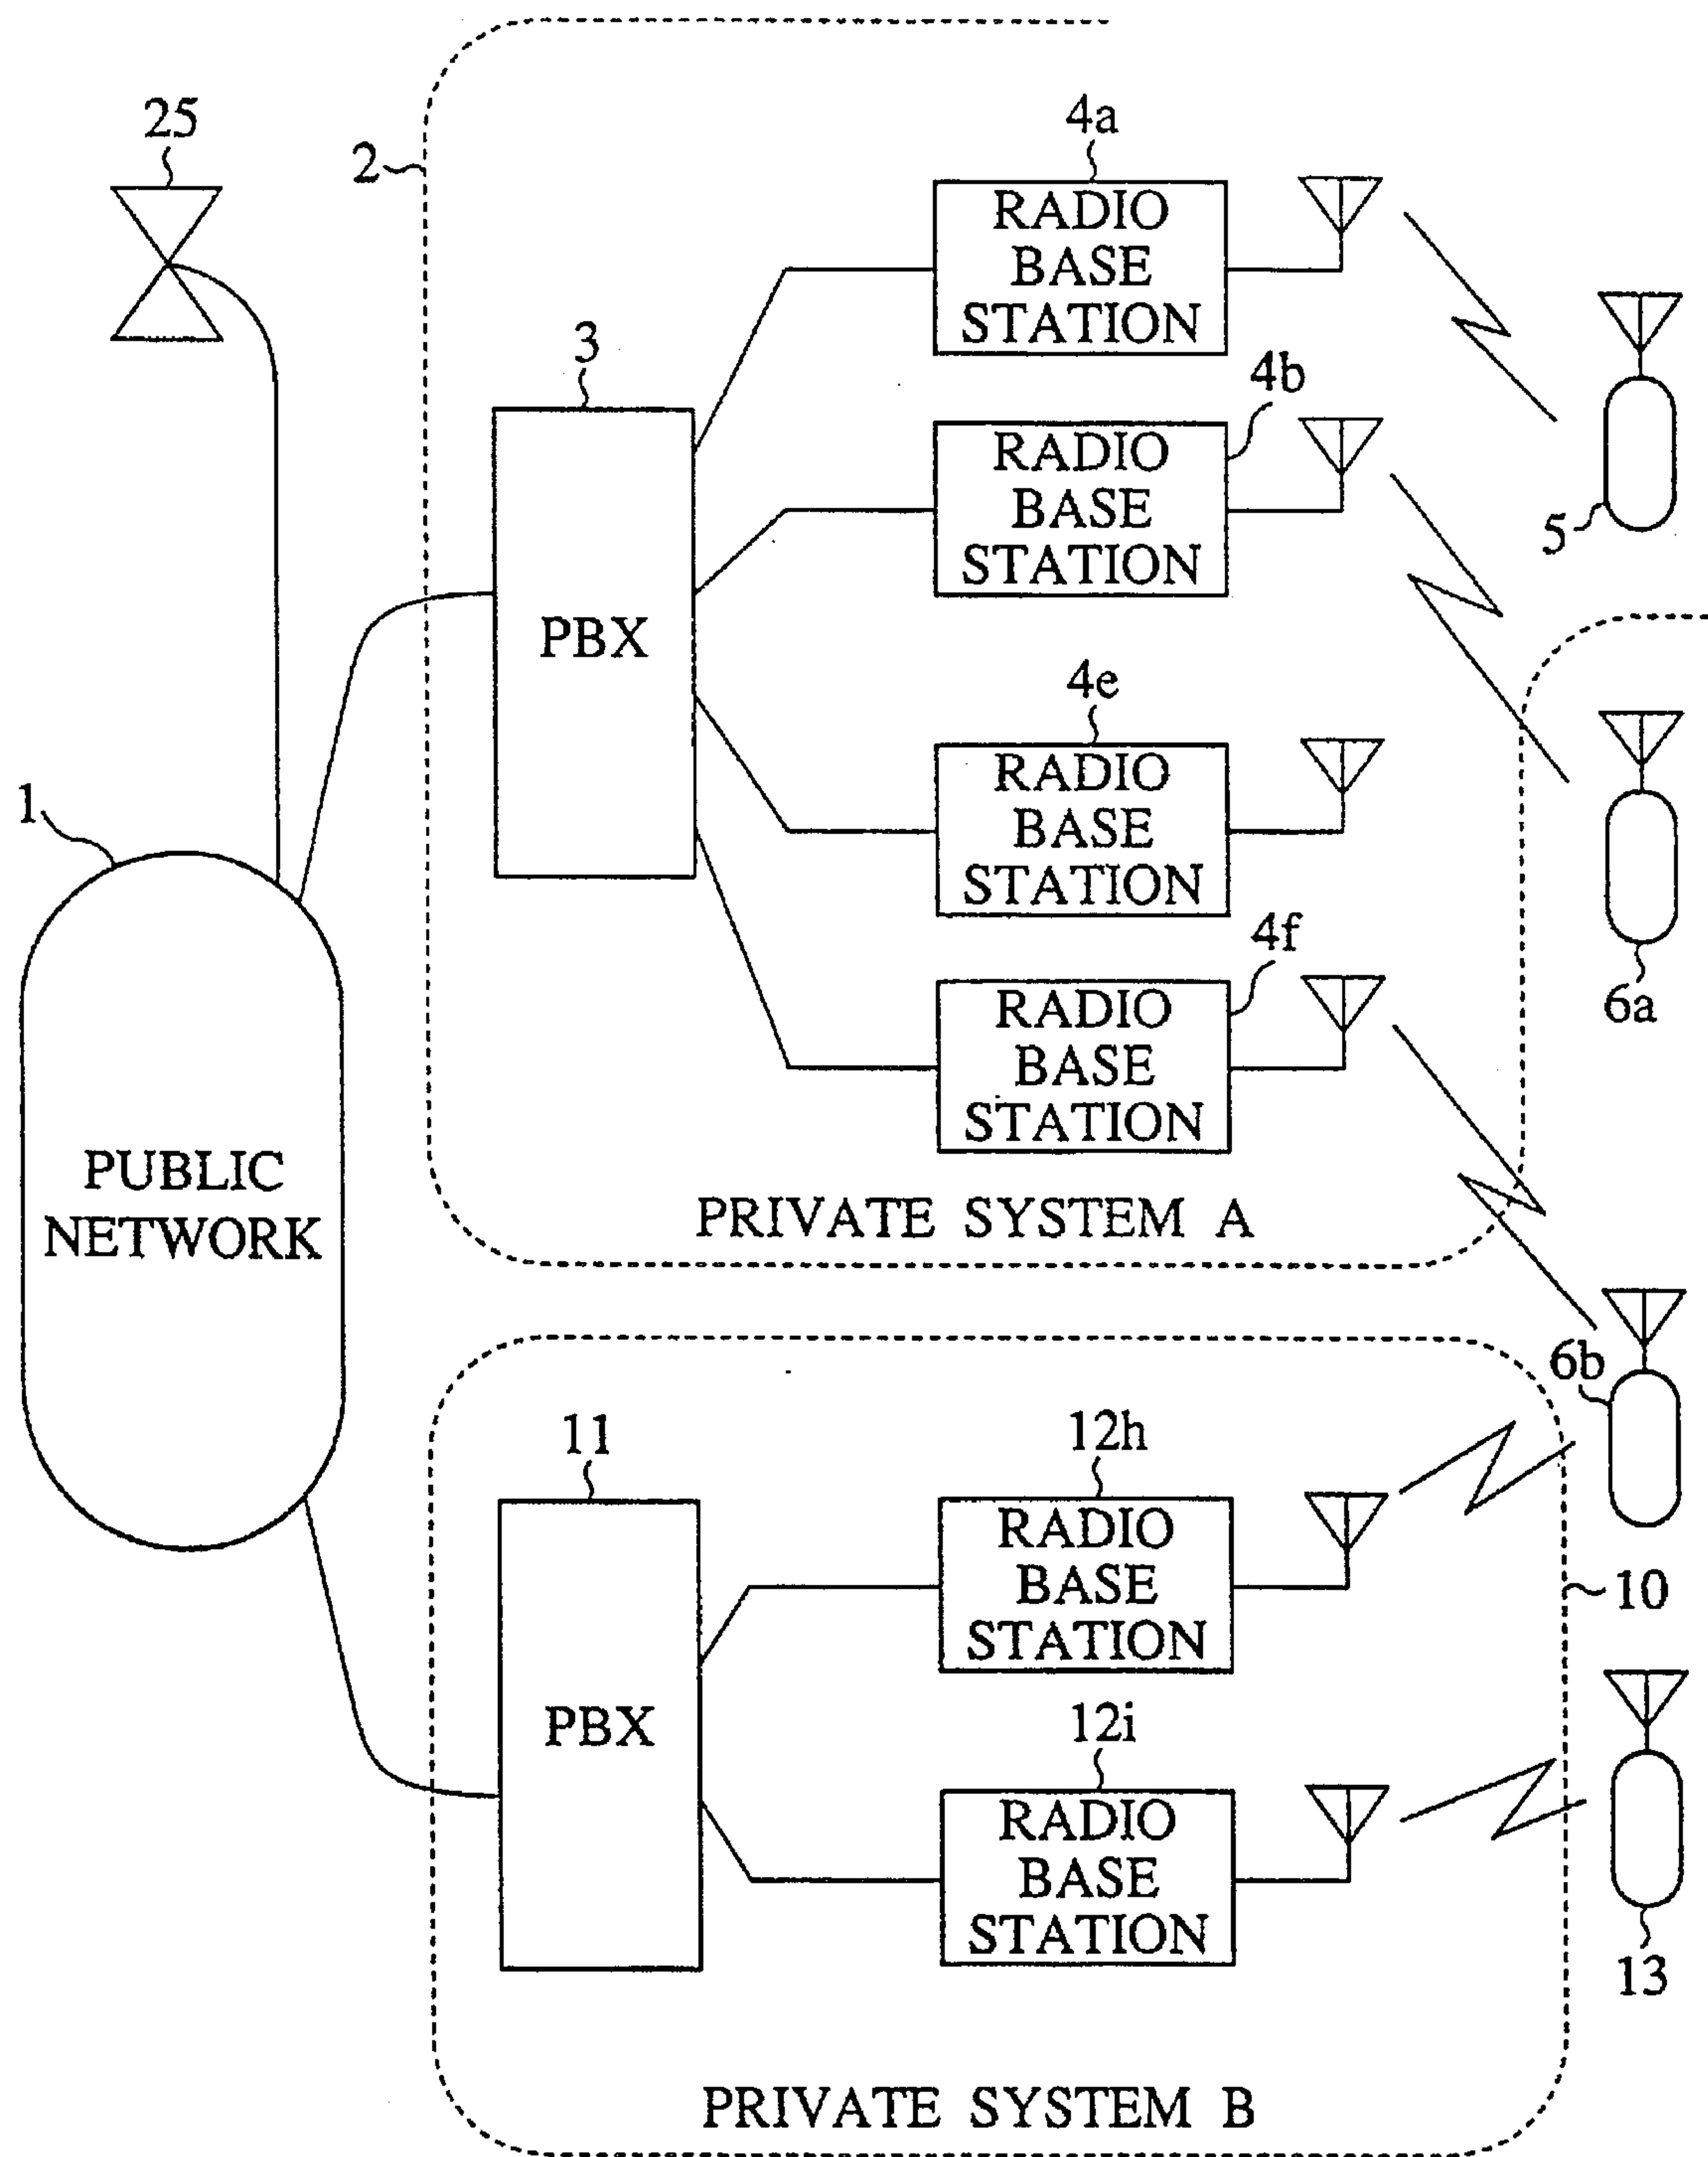 25
2
4a
RADIO
BASE
STATION
3
4b
RADIO
BASE
STATION
5
PBX
4e
RADIO
BASE
STATION
1
4f
6a
RADIO
BASE
STATION
PUBLIC
NETWORK
PRIVATE SYSTEM A
6b
11
12h
RADIO
BASE
STATION
10
PBX
12i
RADIO
BASE
STATION
13
PRIVATE SYSTEM B